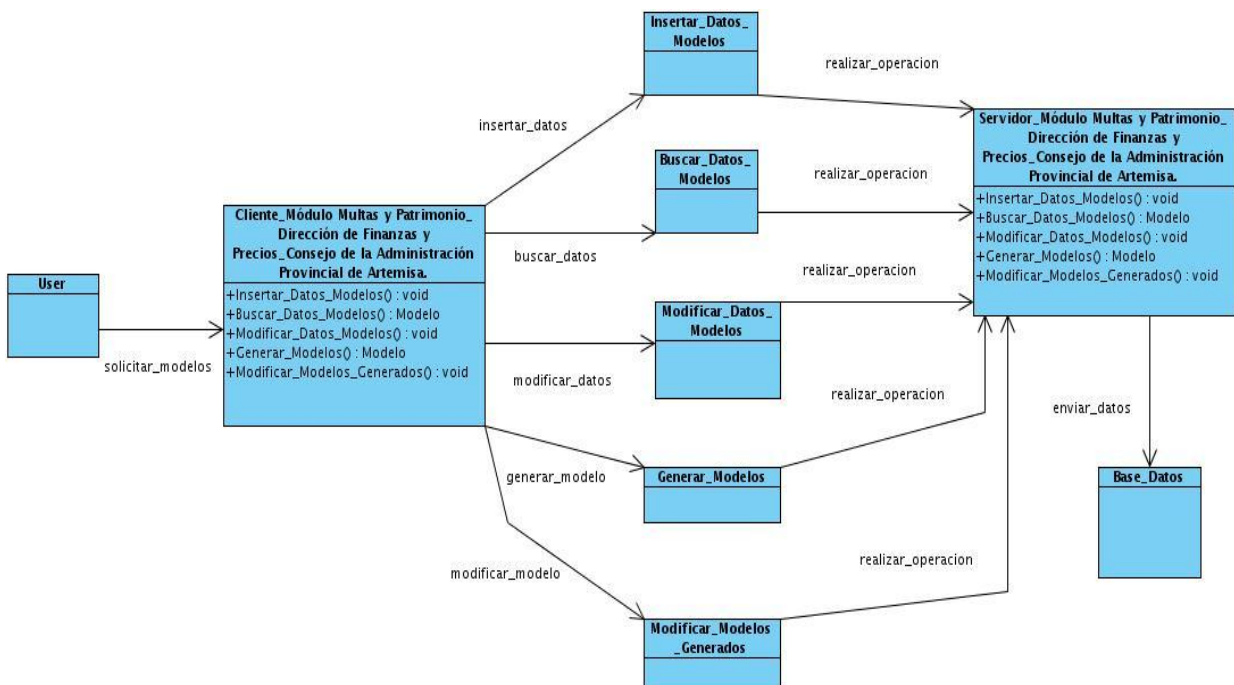 Insertar_Datos_
Modelos
realizar_operacion
insertar_datos
Servidor_Módulo Multas y Patrimonio_
Dirección de Finanzas y
Precios_Consejo de la Administración
Provincial de Artemisa.
+Insertar_Datos_Modelos() : void
+Buscar_Datos_Modelos() : Modelo
+Modificar_Datos_Modelos() : void
+Generar_Modelos() : Modelo
+Modificar_Modelos_Generados() : void
Buscar_Datos_
Modelos
realizar_operacion
Cliente_Módulo Multas y Patrimonio_
Dirección de Finanzas y
Precios_Consejo de la Administración
Provincial de Artemisa.
+Insertar_Datos_Modelos() : void
+Buscar_Datos_Modelos() : Modelo
+Modificar_Datos_Modelos() : void
+Generar_Modelos() : Modelo
+Modificar_Modelos_Generados() : void
buscar_datos
realizar_operacion
User
solicitar_modelos
Modificar_Datos_
Modelos
modificar_datos
realizar_operacion
enviar_datos
generar_modelo
Generar_Modelos
Base_Datos
realizar_operacion
modificar_modelo
Modificar_Modelos
_Generados